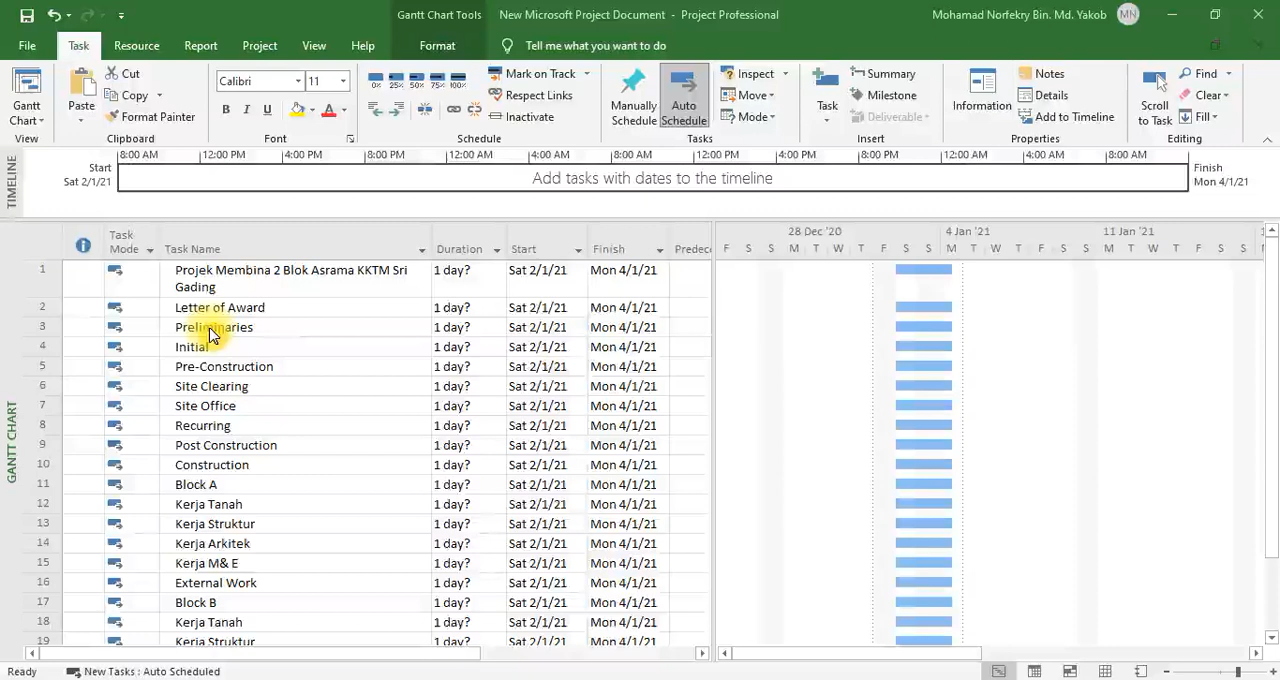 Gantt Chart Tools New Microsoft Project Document - Project Professional Mohamad Norfekry Bin. Md. Yakob MN
File Task Resource Report Project View Help Format Tell me what you want to do
Gantt Chart
View
Paste
Cut
Copy
Format Painter
Clipboard
Calibri 11
B I U A
Font
0% 25% 50% 75% 100%
Mark on Track
Respect Links
Inactivate
Schedule
Manually Schedule
Auto Schedule
Inspect
Move
Mode
Tasks
Task
Summary
Milestone
Deliverable
Insert
Information
Notes
Details
Add to Timeline
Properties
Scroll to Task
Find
Clear
Fill
Editing
TIMELINE
8:00 AM 12:00 PM 4:00 PM 8:00 PM 12:00 AM 4:00 AM 8:00 AM 12:00 PM 4:00 PM 8:00 PM 12:00 AM 4:00 AM 8:00 AM
Start
Sat 2/1/21
Add tasks with dates to the timeline
Finish
Mon 4/1/21
GANTT CHART
Task Mode Task Name Duration Start Finish Predec
28 Dec '20 4 Jan '21 11 Jan '21
F S S M T W T F S S M T W T F S S M T W T F S S
1 Projek Membina 2 Blok Asrama KKTM Sri Gading 1 day? Sat 2/1/21 Mon 4/1/21
2 Letter of Award 1 day? Sat 2/1/21 Mon 4/1/21
3 Preliminaries 1 day? Sat 2/1/21 Mon 4/1/21
4 Initial 1 day? Sat 2/1/21 Mon 4/1/21
5 Pre-Construction 1 day? Sat 2/1/21 Mon 4/1/21
6 Site Clearing 1 day? Sat 2/1/21 Mon 4/1/21
7 Site Office 1 day? Sat 2/1/21 Mon 4/1/21
8 Recurring 1 day? Sat 2/1/21 Mon 4/1/21
9 Post Construction 1 day? Sat 2/1/21 Mon 4/1/21
10 Construction 1 day? Sat 2/1/21 Mon 4/1/21
11 Block A 1 day? Sat 2/1/21 Mon 4/1/21
12 Kerja Tanah 1 day? Sat 2/1/21 Mon 4/1/21
13 Kerja Struktur 1 day? Sat 2/1/21 Mon 4/1/21
14 Kerja Arkitek 1 day? Sat 2/1/21 Mon 4/1/21
15 Kerja M& E 1 day? Sat 2/1/21 Mon 4/1/21
16 External Work 1 day? Sat 2/1/21 Mon 4/1/21
17 Block B 1 day? Sat 2/1/21 Mon 4/1/21
18 Kerja Tanah 1 day? Sat 2/1/21 Mon 4/1/21
19 Kerja Struktur 1 day? Sat 2/1/21 Mon 4/1/21
Ready New Tasks : Auto Scheduled